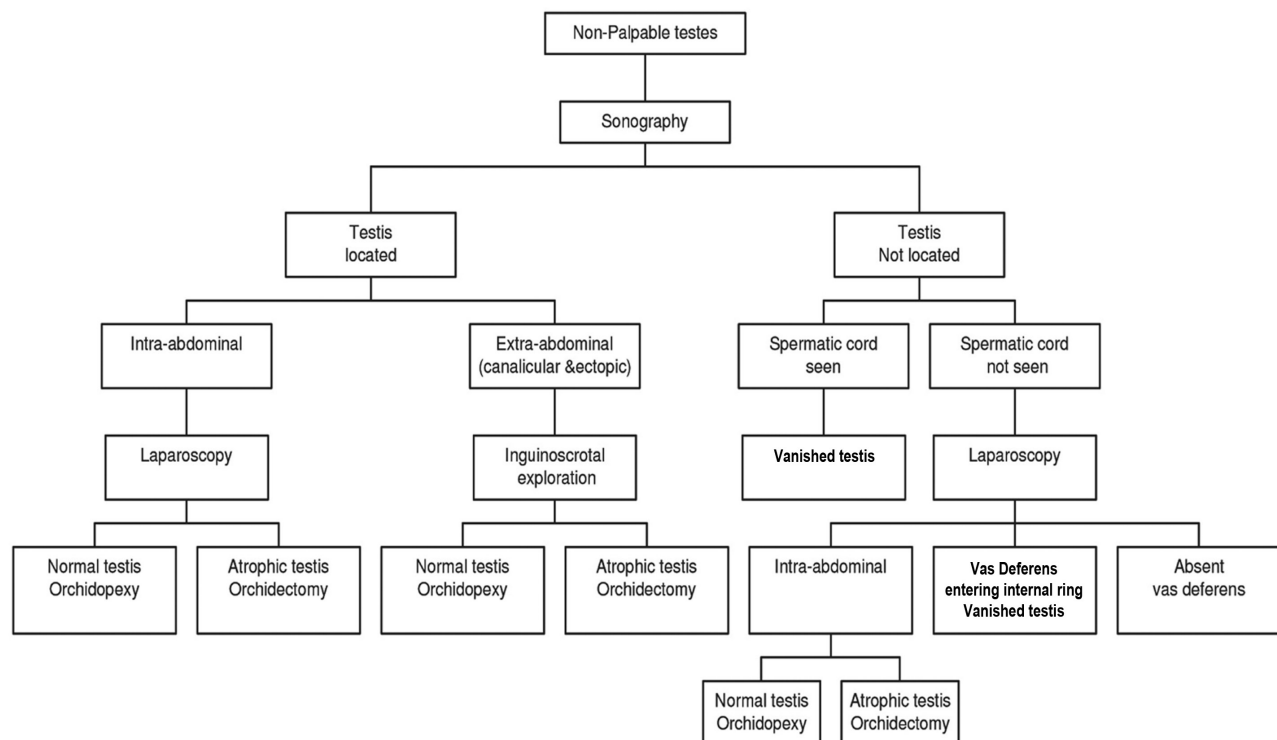 Non-Palpable testes
Sonography
Testis
located
Testis
Not located
Intra-abdominal
Extra-abdominal
(canalicular &ectopic)
Spermatic cord
seen
Spermatic cord
not seen
Laparoscopy
Inguinoscrotal
exploration
Vanished testis
Laparoscopy
Normal testis
Orchidopexy
Atrophic testis
Orchidectomy
Normal testis
Orchidopexy
Atrophic testis
Orchidectomy
Intra-abdominal
Vas Deferens
entering internal ring
Vanished testis
Absent
vas deferens
Normal testis
Orchidopexy
Atrophic testis
Orchidectomy